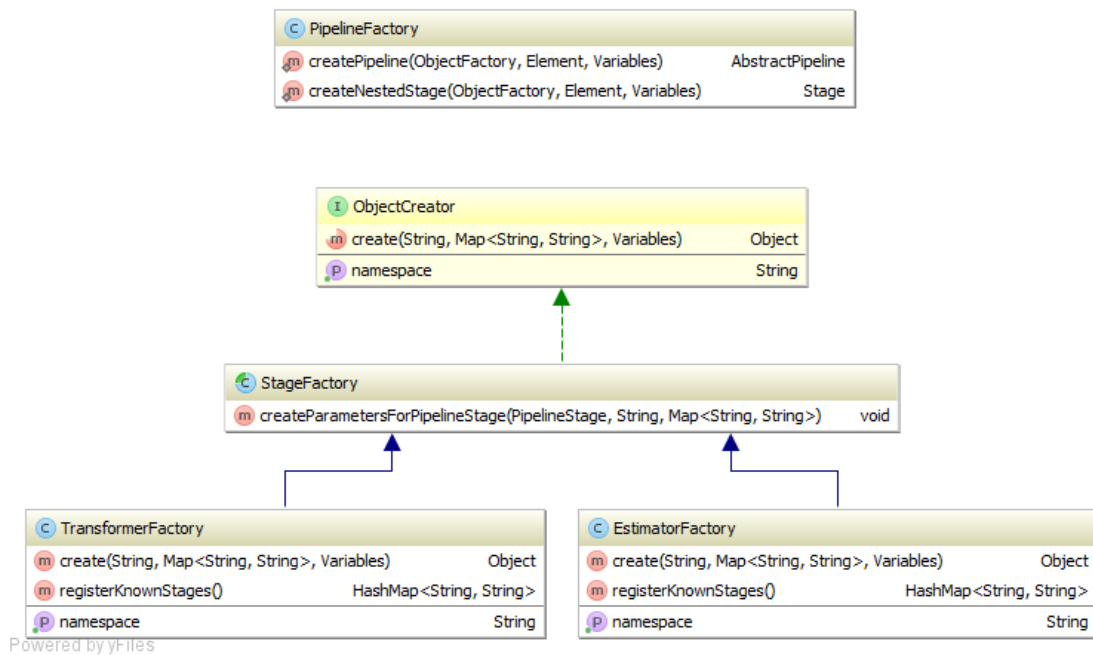 C PipelineFactory
m createPipeline(ObjectFactory, Element, Variables) AbstractPipeline
m createNestedStage(ObjectFactory, Element, Variables) Stage
I ObjectCreator
m create(String, Map<String, String>, Variables) Object
P namespace String
C StageFactory
m createParametersForPipelineStage(PipelineStage, String, Map<String, String>) void
C TransformerFactory
m create(String, Map<String, String>, Variables) Object
m registerKnownStages() HashMap<String, String>
P namespace String
C EstimatorFactory
m create(String, Map<String, String>, Variables) Object
m registerKnownStages() HashMap<String, String>
P namespace String
Powered by yFiles